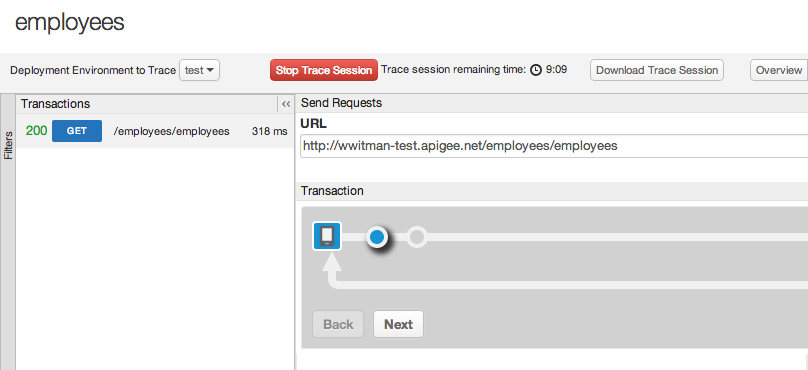 employees
Deployment Environment to Trace test Stop Trace Session Trace session remaining time: 9:09 Download Trace Session Overview
Filters
Transactions <<
200 GET /employees/employees 318 ms
Send Requests
URL
http://wwitman-test.apigee.net/employees/employees
Transaction
Back Next